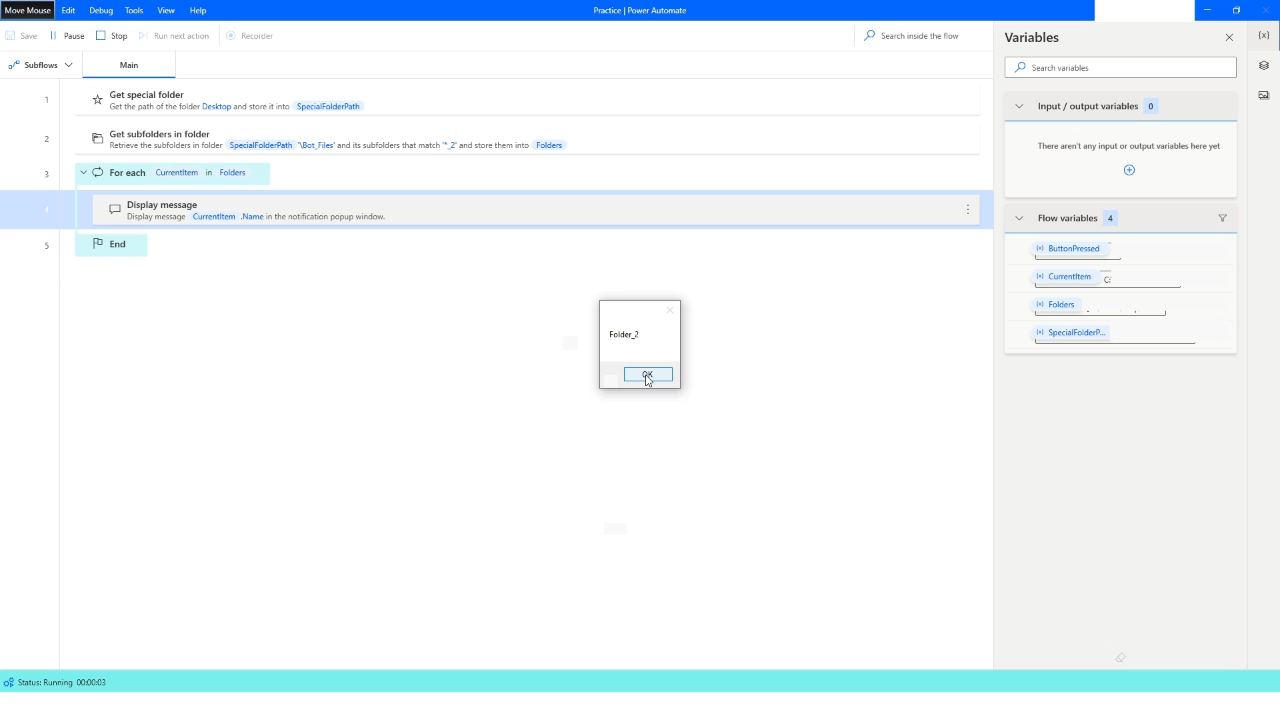 Move Mouse Edit Debug Tools View Help Practice | Power Automate
Save Pause Stop Run next action Recorder Search inside the flow
Subflows Main
1 Get special folder
Get the path of the folder Desktop and store it into SpecialFolderPath
2 Get subfolders in folder
Retrieve the subfolders in folder SpecialFolderPath '\Bot_Files' and its subfolders that match '*_2' and store them into Folders
3 For each CurrentItem in Folders
4 Display message
Display message CurrentItem .Name in the notification popup window.
5 End
Folder_2
OK
Variables
Search variables
Input / output variables 0
There aren't any input or output variables here yet
Flow variables 4
ButtonPressed
CurrentItem
Folders
SpecialFolderP...
Status: Running 00:00:03